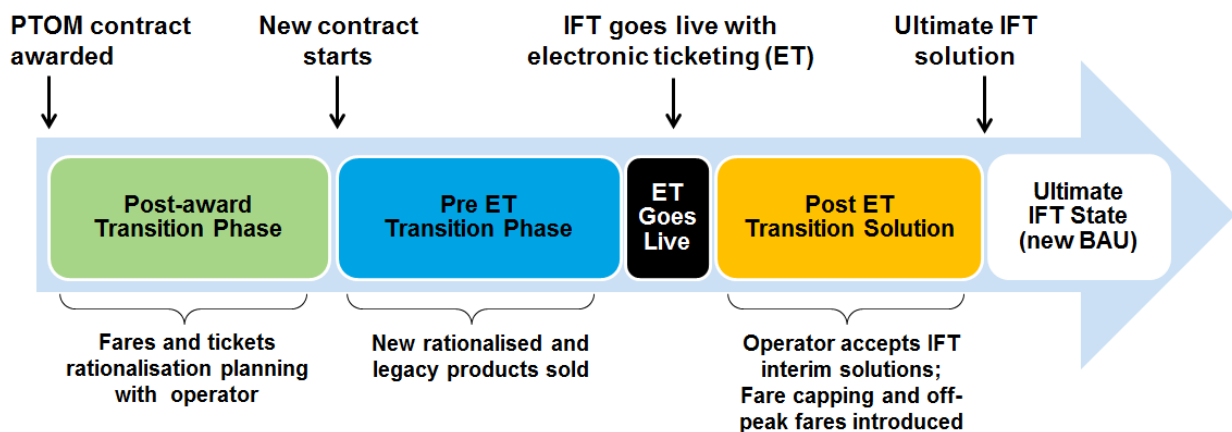 PTOM contract
awarded
New contract
starts
IFT goes live with
electronic ticketing (ET)
Ultimate IFT
solution
Post-award
Transition Phase
Pre ET
Transition Phase
ET
Goes
Live
Post ET
Transition Solution
Ultimate
IFT State
(new BAU)
Fares and tickets
rationalisation planning
with operator
New rationalised and
legacy products sold
Operator accepts IFT
interim solutions;
Fare capping and off-
peak fares introduced